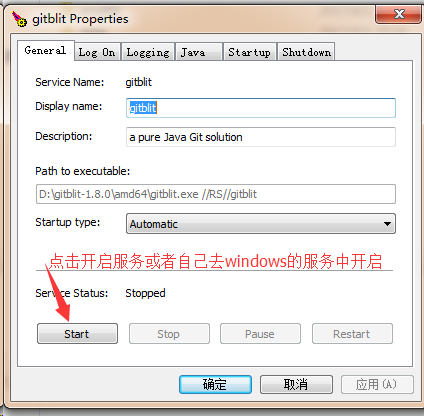 gitblit Properties
General Log On Logging Java Startup Shutdown
Service Name: gitblit
Display name: gitblit
Description: a pure Java Git solution
Path to executable:
D:\gitblit-1.8.0\amd64\gitblit.exe //RS//gitblit
Startup type: Automatic
点击开启服务或者自己去windows的服务中开启
Service Status: Stopped
Start Stop Pause Restart
确定 取消 应用(A)